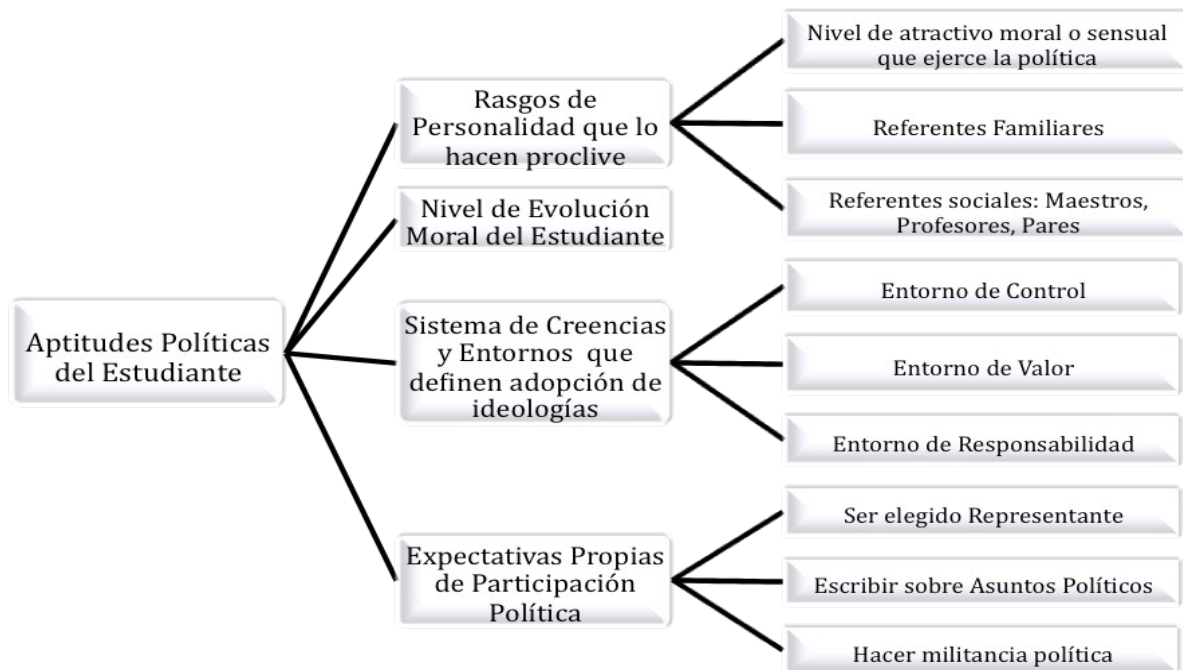 Aptitudes Políticas
del Estudiante
Rasgos de
Personalidad que lo
hacen proclive
Nivel de atractivo moral o sensual
que ejerce la política
Referentes Familiares
Referentes sociales: Maestros,
Profesores, Pares
Nivel de Evolución
Moral del Estudiante
Sistema de Creencias
y Entornos que
definen adopción de
ideologías
Entorno de Control
Entorno de Valor
Entorno de Responsabilidad
Expectativas Propias
de Participación
Política
Ser elegido Representante
Escribir sobre Asuntos Políticos
Hacer militancia política